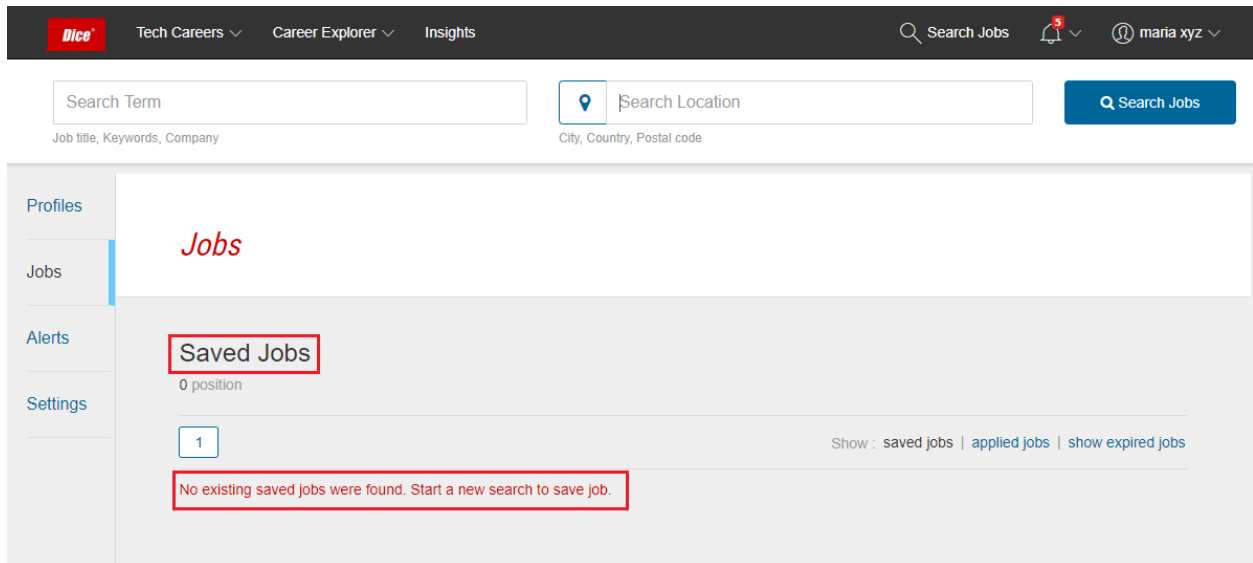 Dice Tech Careers Career Explorer Insights Search Jobs 5 maria xyz
Search Term Search Location Search Jobs
Job title, Keywords, Company City, Country, Postal code
Profiles
Jobs
Alerts
Settings
Jobs
Saved Jobs
0 position
1 Show : saved jobs | applied jobs | show expired jobs
No existing saved jobs were found. Start a new search to save job.